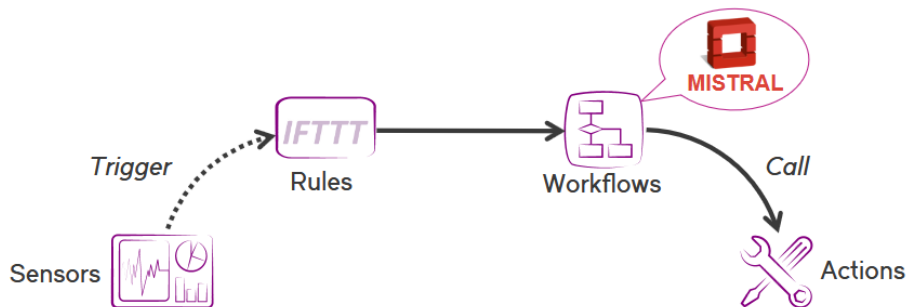 MISTRAL
IFTTT
Trigger
Rules
Workflows
Call
Sensors
Actions